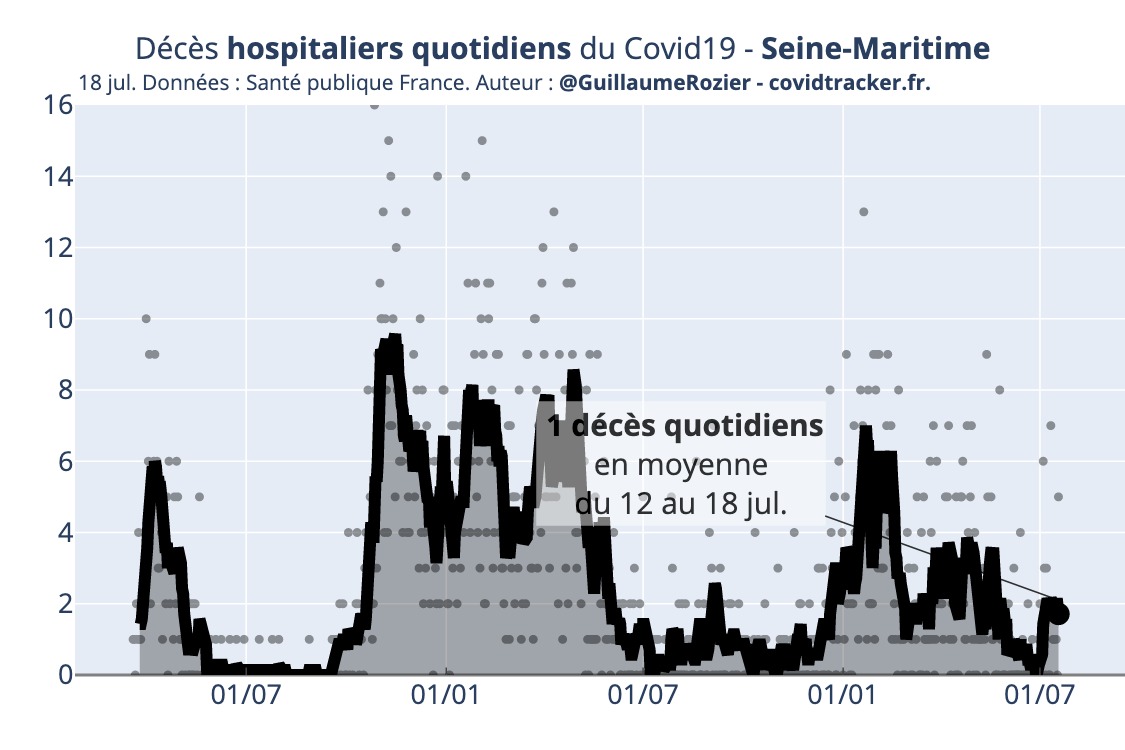 Décès hospitaliers quotidiens du Covid19 - Seine-Maritime
18 jul. Données : Santé publique France. Auteur : @GuillaumeRozier - covidtracker.fr.
16
14
12
10
8
6
4
2
0
1 décès quotidiens
en moyenne
du 12 au 18 jul.
01/07 01/01 01/07 01/01 01/07